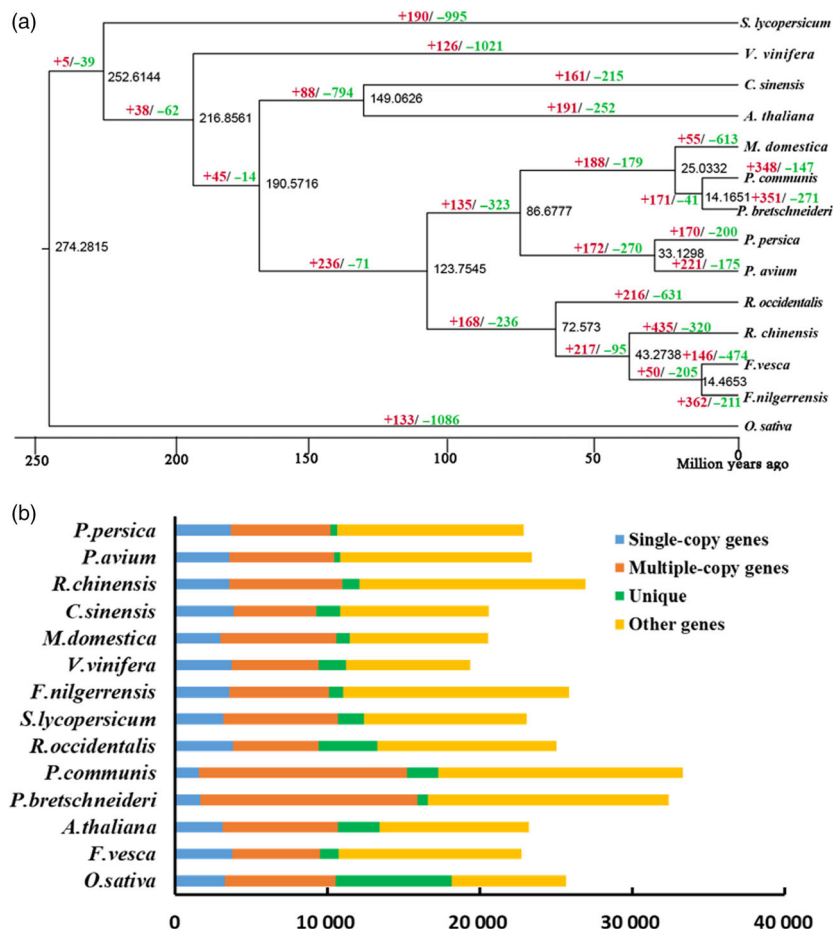 (a)
+190/ −995
S. lycopersicum
+5/−39
+126/ −1021
V. vinifera
252.6144
+161/ −215
C. sinensis
+88/ −794
149.0626
+38/ −62
216.8561
+191/ −252
A. thaliana
+55/−613
M. domestica
+188/ −179
25.0332
+348/ −147
P. communis
+45/ −14
190.5716
+171/−41
14.1651
+351/ −271
P. bretschneideri
+135/ −323
86.6777
+170/ −200
P. persica
274.2815
+172/ −270
33.1298
+236/ −71
123.7545
+221/ −175
P. avium
+216/ −631
R. occidentalis
+168/ −236
72.573
+435/ −320
R. chinensis
+217/ −95
43.2738
+146/ −474
F.vesca
+50/ −205
14.4653
+362/ −211
F.nilgerrensis
+133/ −1086
O. sativa
250 200 150 100 50 0
Million years ago
(b)
P.persica
P.avium
R.chinensis
C.sinensis
M.domestica
V.vinifera
F.nilgerrensis
S.lycopersicum
R.occidentalis
P.communis
P.bretschneideri
A.thaliana
F.vesca
O.sativa
Single-copy genes
Multiple-copy genes
Unique
Other genes
0 10 000 20 000 30 000 40 000